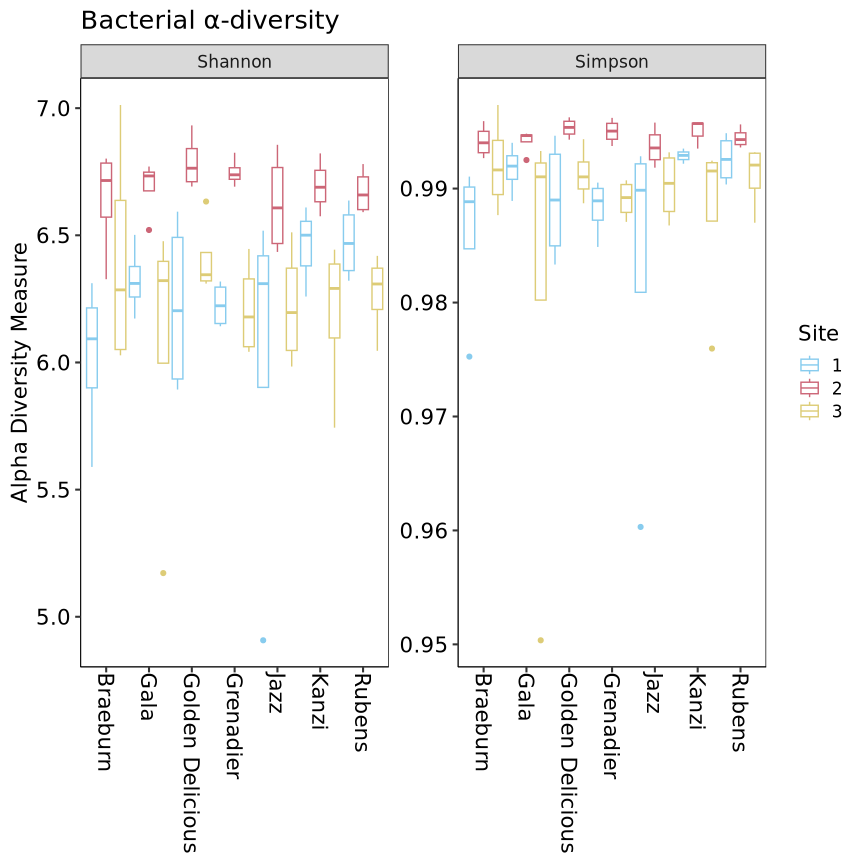 Bacterial α-diversity
Shannon
Simpson
Alpha Diversity Measure
7.0
6.5
6.0
5.5
5.0
0.99
0.98
0.97
0.96
0.95
Braeburn
Gala
Golden Delicious
Grenadier
Jazz
Kanzi
Rubens
Braeburn
Gala
Golden Delicious
Grenadier
Jazz
Kanzi
Rubens
Site
1
2
3